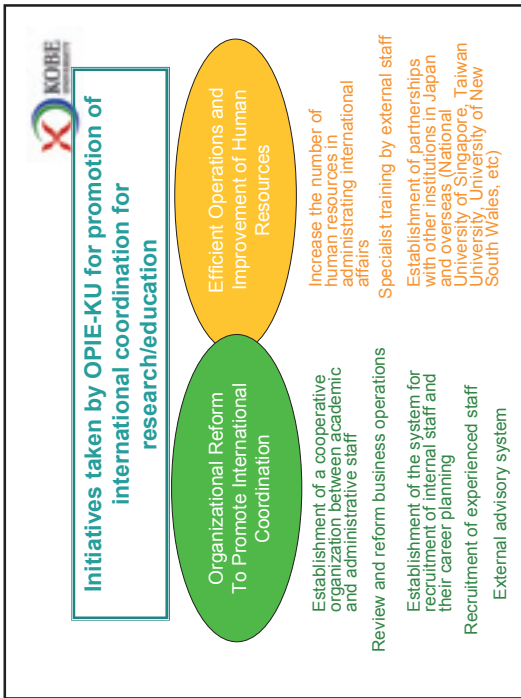 KOBE
UNIVERSITY
Initiatives taken by OPIE-KU for promotion of
international coordination for
research/education
Organizational Reform
To Promote International
Coordination
Efficient Operations and
Improvement of Human
Resources
Establishment of a cooperative
organization between academic
and administrative staff
Review and reform business operations
Establishment of the system for
recruitment of internal staff and
their career planning
Recruitment of experienced staff
External advisory system
Increase the number of
human resources in
administrating international
affairs
Specialist training by external staff
Establishment of partnerships
with other institutions in Japan
and overseas (National
University of Singapore, Taiwan
University, University of New
South Wales, etc)